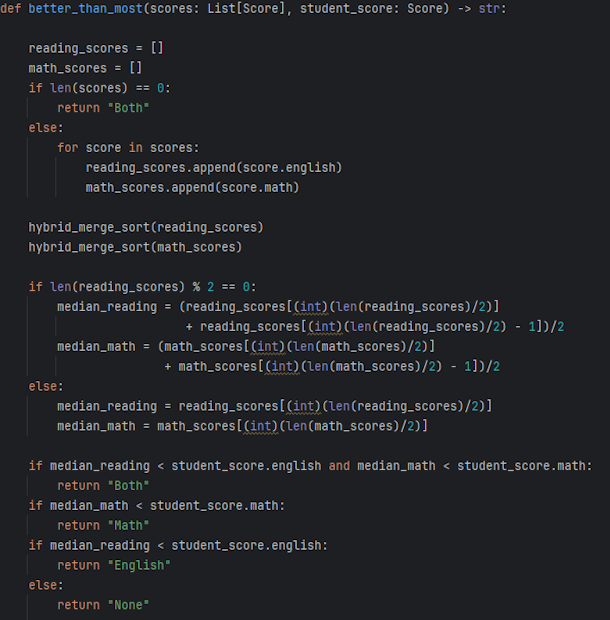 def better_than_most(scores: List[Score], student_score: Score) -> str:
    reading_scores = []
    math_scores = []
    if len(scores) == 0:
        return "Both"
    else:
        for score in scores:
            reading_scores.append(score.english)
            math_scores.append(score.math)
    hybrid_merge_sort(reading_scores)
    hybrid_merge_sort(math_scores)
    if len(reading_scores) % 2 == 0:
        median_reading = (reading_scores[(int)(len(reading_scores)/2)]
                          + reading_scores[(int)(len(reading_scores)/2) - 1])/2
        median_math = (math_scores[(int)(len(math_scores)/2)]
                       + math_scores[(int)(len(math_scores)/2) - 1])/2
    else:
        median_reading = reading_scores[(int)(len(reading_scores)/2)]
        median_math = math_scores[(int)(len(math_scores)/2)]
    if median_reading < student_score.english and median_math < student_score.math:
        return "Both"
    if median_math < student_score.math:
        return "Math"
    if median_reading < student_score.english:
        return "English"
    else:
        return "None"